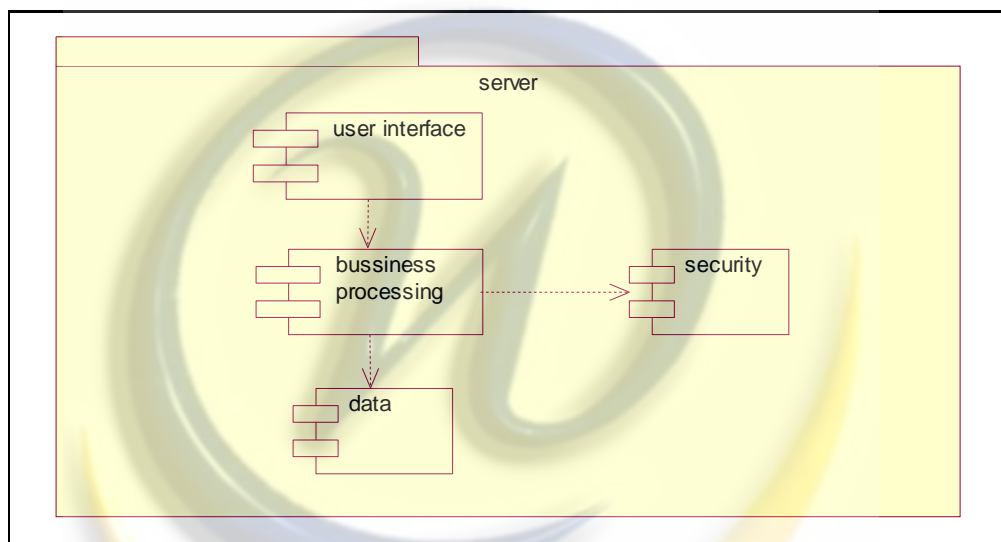 server
user interface
bussiness
processing
security
data